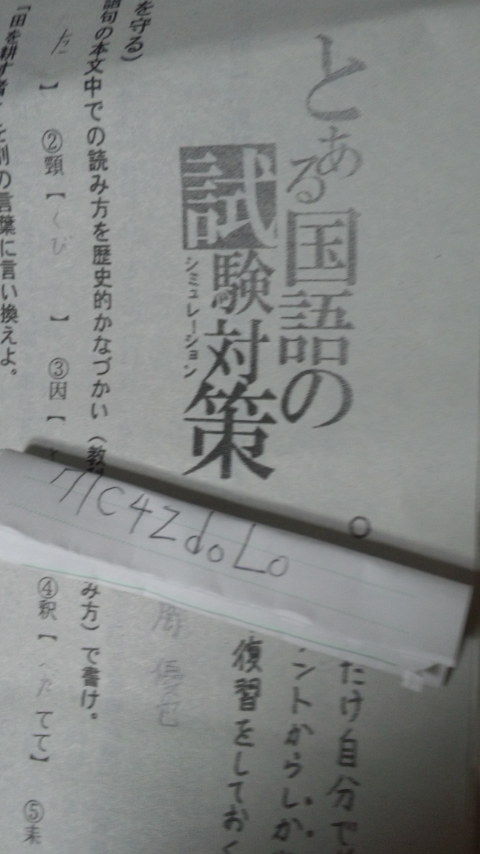 とある国語の
試験対策
シミュレーション
だけ自分で
ントからしか
復習をしておく
を守る)
語句の本文中での読み方を歴史的かなづかい(教
み方)で書け。
】 ②頸【くび 】 ③因【
④釈【 たてて】 ⑤
「田を耕す者」を別の言葉に言い換えよ。